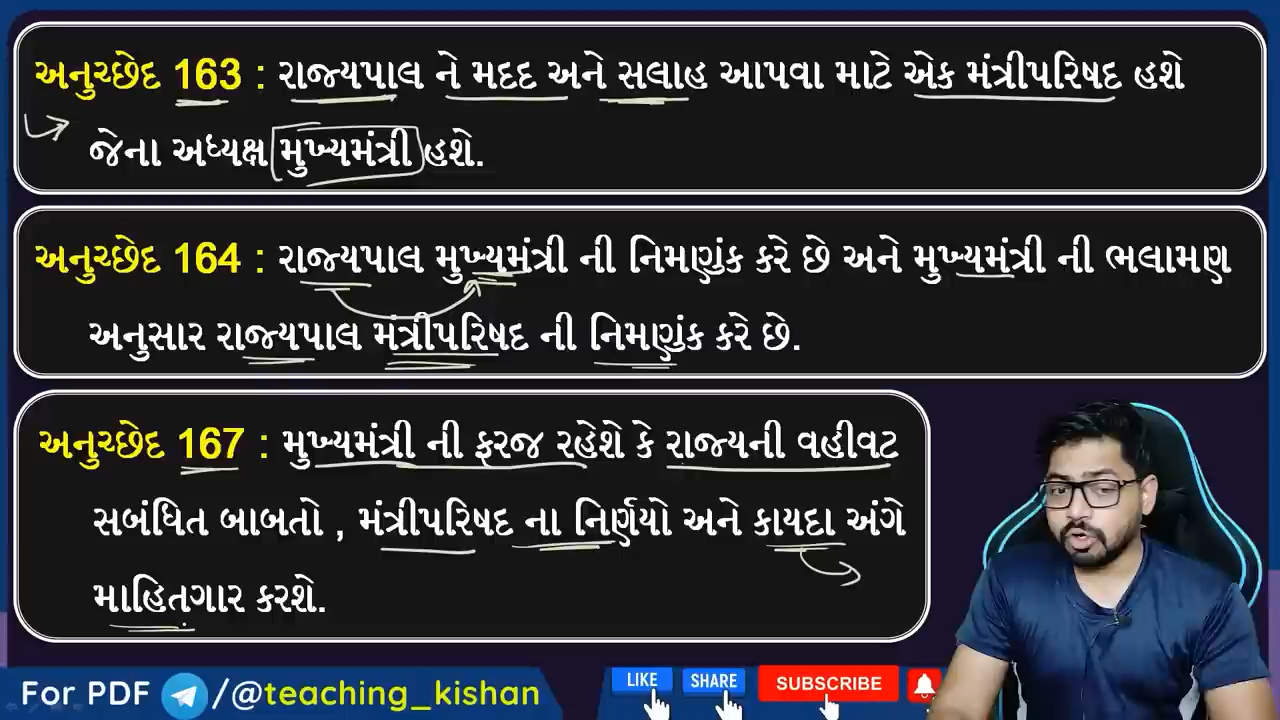 અનુચ્છેદ 163 : રાજ્યપાલ ને મદદ અને સલાહ આપવા માટે એક મંત્રીપરિષદ હશે
જેના અધ્યક્ષ મુખ્યમંત્રી હશે.
અનુચ્છેદ 164 : રાજ્યપાલ મુખ્યમંત્રી ની નિમણુંક કરે છે અને મુખ્યમંત્રી ની ભલામણ
અનુસાર રાજ્યપાલ મંત્રીપરિષદ ની નિમણુંક કરે છે.
અનુચ્છેદ 167 : મુખ્યમંત્રી ની ફરજ રહેશે કે રાજ્યની વહીવટ
સબંધિત બાબતો , મંત્રીપરિષદ ના નિર્ણયો અને કાયદા અંગે
માહિતગાર કરશે.
For PDF /@teaching_kishan
LIKE SHARE SUBSCRIBE